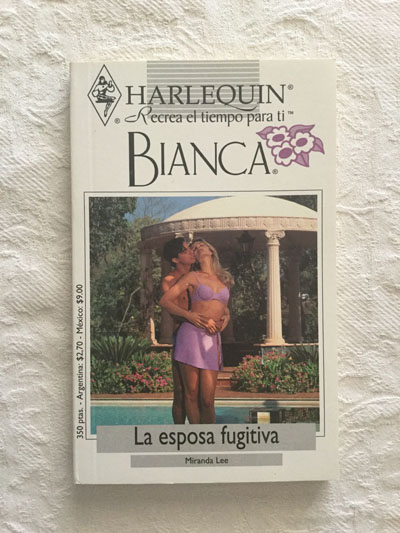 HARLEQUIN®
® Recrea el tiempo para ti™
BIANCA®
350 ptas. - Argentina: $2,70 - México: $9.00
La esposa fugitiva
Miranda Lee